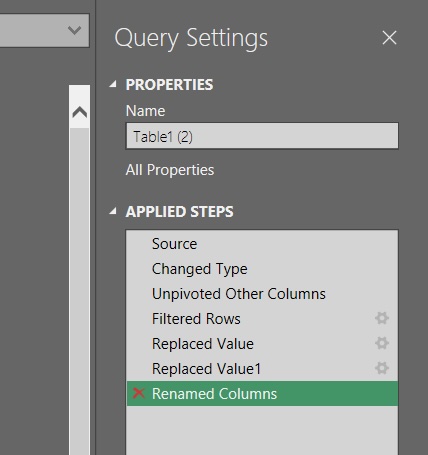 Query Settings
PROPERTIES
Name
Table1 (2)
All Properties
APPLIED STEPS
Source
Changed Type
Unpivoted Other Columns
Filtered Rows
Replaced Value
Replaced Value1
Renamed Columns